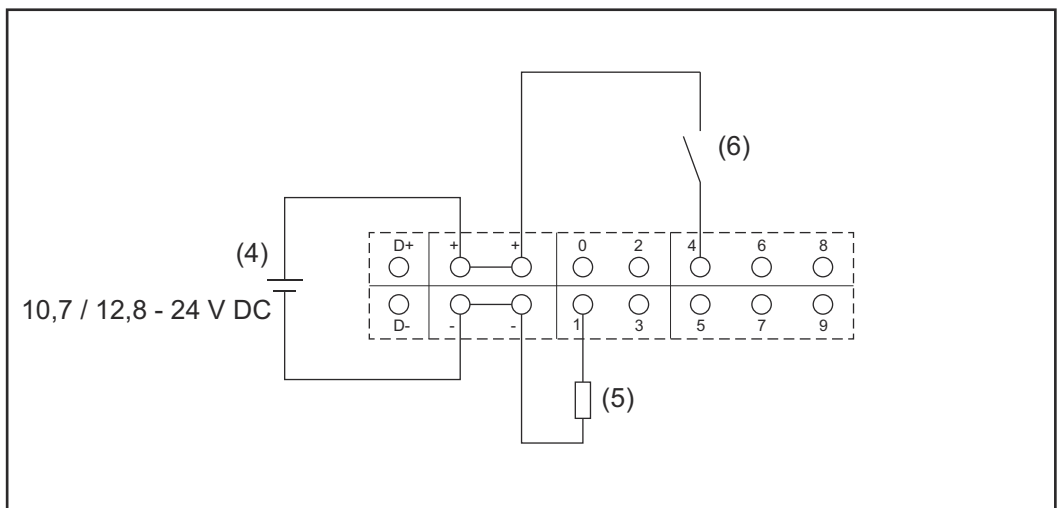 (6)
D+ + + 0 2 4 6 8
(4)
10,7 / 12,8 - 24 V DC
D- - - 1 3 5 7 9
(5)